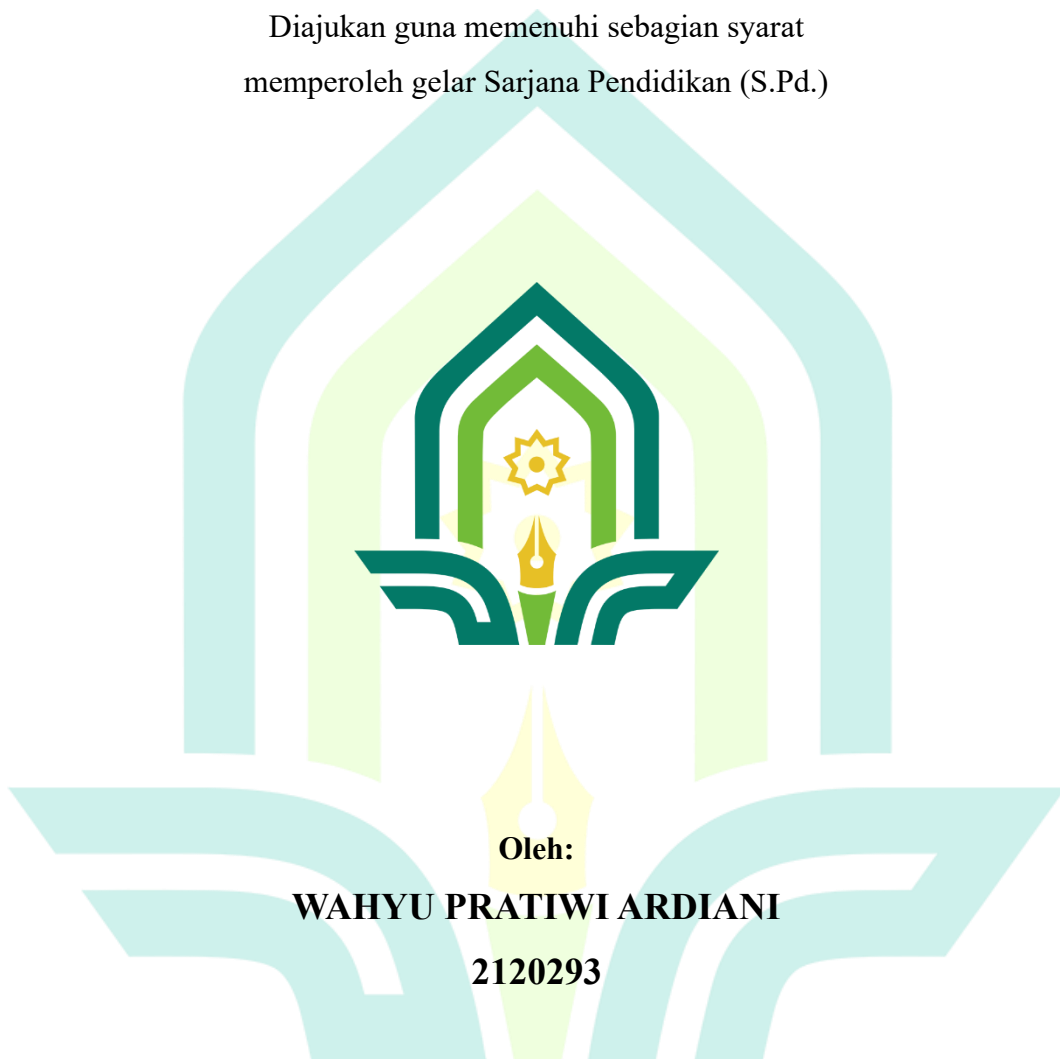 Diajukan guna memenuhi sebagian syarat
memperoleh gelar Sarjana Pendidikan (S.Pd.)
Oleh:
WAHYU PRATIWI ARDIANI
2120293